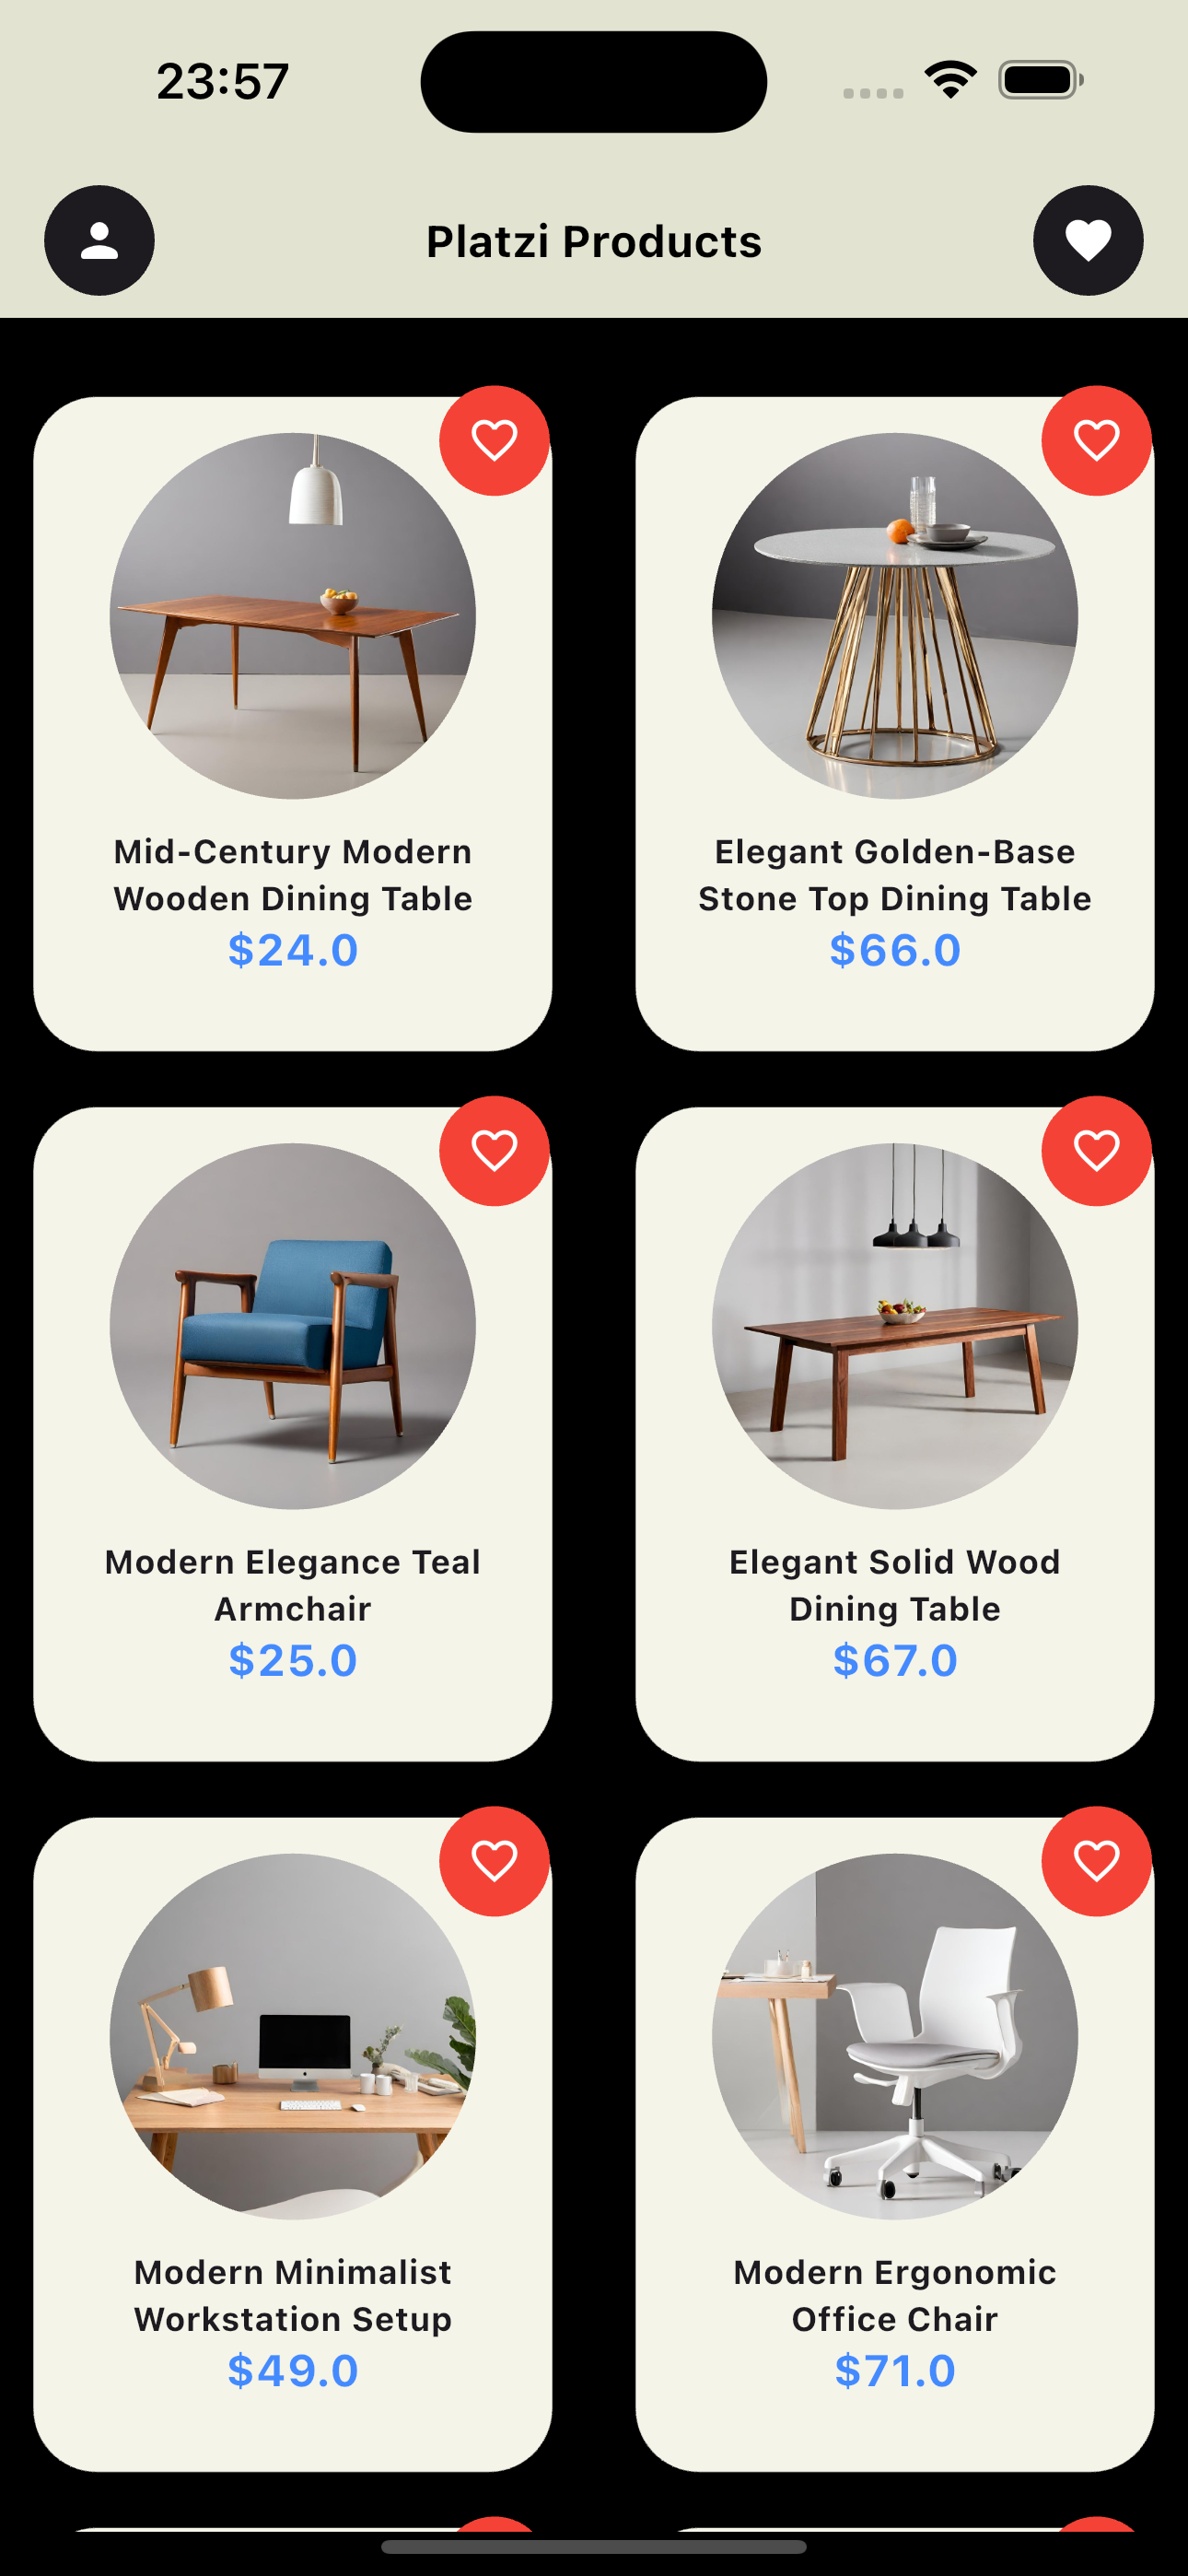 23:57
Platzi Products
Mid-Century Modern
Wooden Dining Table
$24.0
Elegant Golden-Base
Stone Top Dining Table
$66.0
Modern Elegance Teal
Armchair
$25.0
Elegant Solid Wood
Dining Table
$67.0
Modern Minimalist
Workstation Setup
$49.0
Modern Ergonomic
Office Chair
$71.0